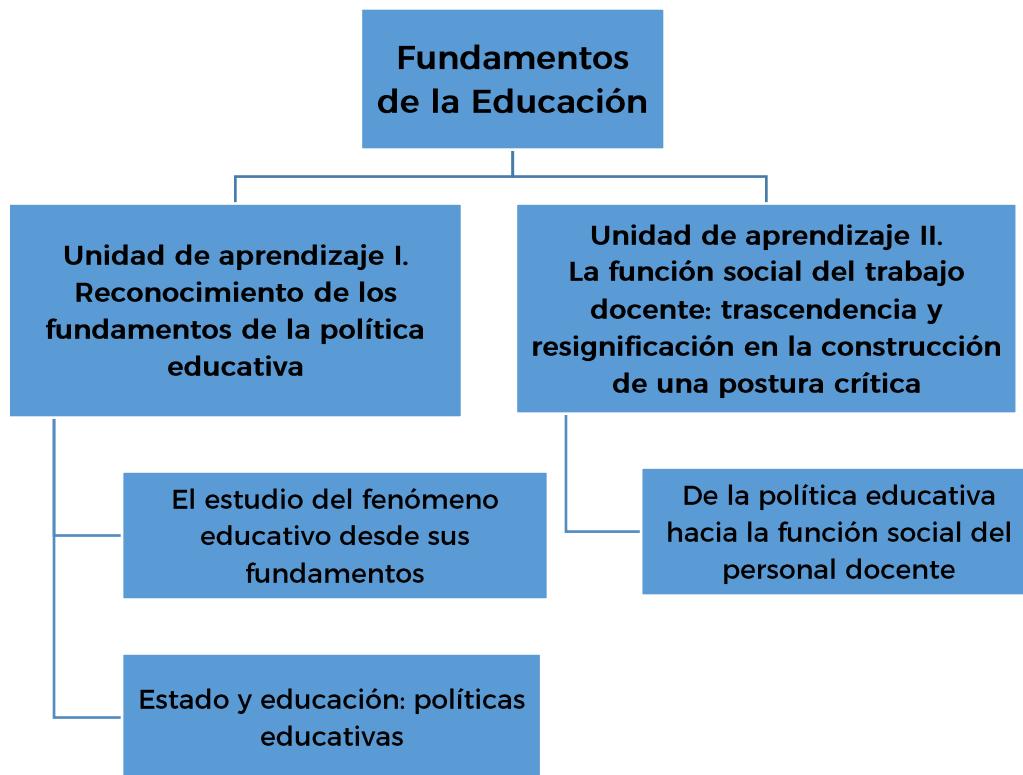 Fundamentos
de la Educación
Unidad de aprendizaje I.
Reconocimiento de los
fundamentos de la política
educativa
El estudio del fenómeno
educativo desde sus
fundamentos
Estado y educación: políticas
educativas
Unidad de aprendizaje II.
La función social del trabajo
docente: trascendencia y
resignificación en la construcción
de una postura crítica
De la política educativa
hacia la función social del
personal docente